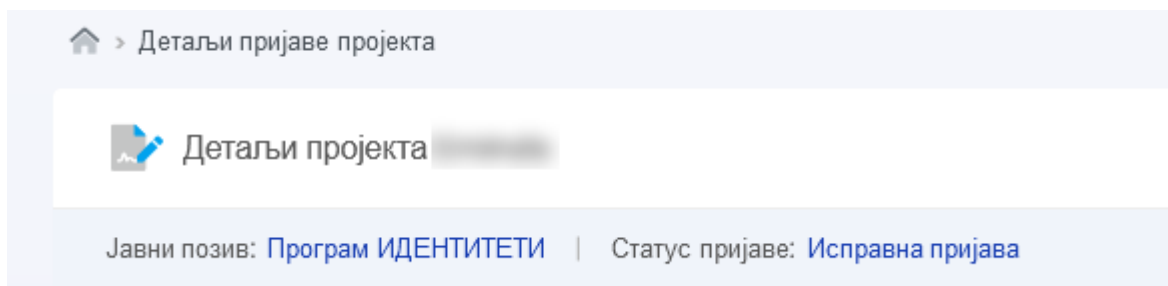 > Детаљи пријаве пројекта
Детаљи пројекта
Јавни позив: Програм ИДЕНТИТЕТИ | Статус пријаве: Исправна пријава